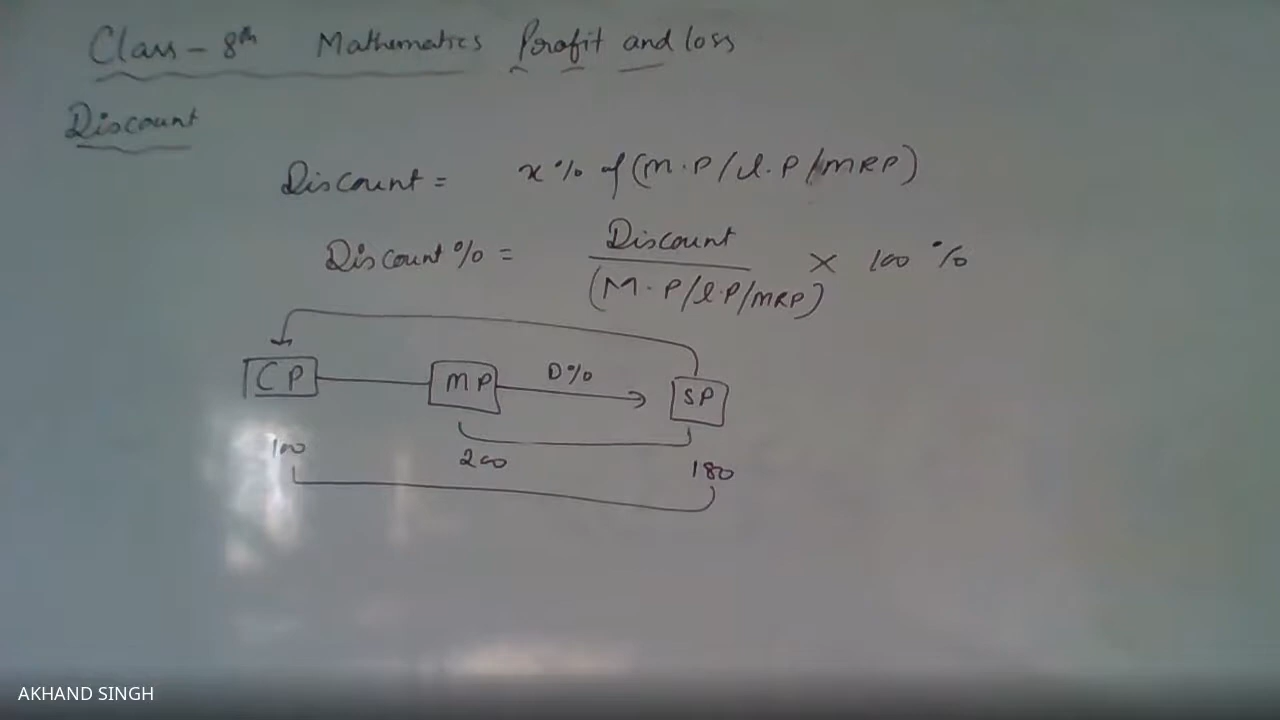 Class - 8th Mathematics Profit and loss
Discount
Discount = x% of (M.P/l.P/MRP)
Discount% = Discount/(M.P/l.P/MRP) × 100%
CP MP D% SP
100 200 180
AKHAND SINGH